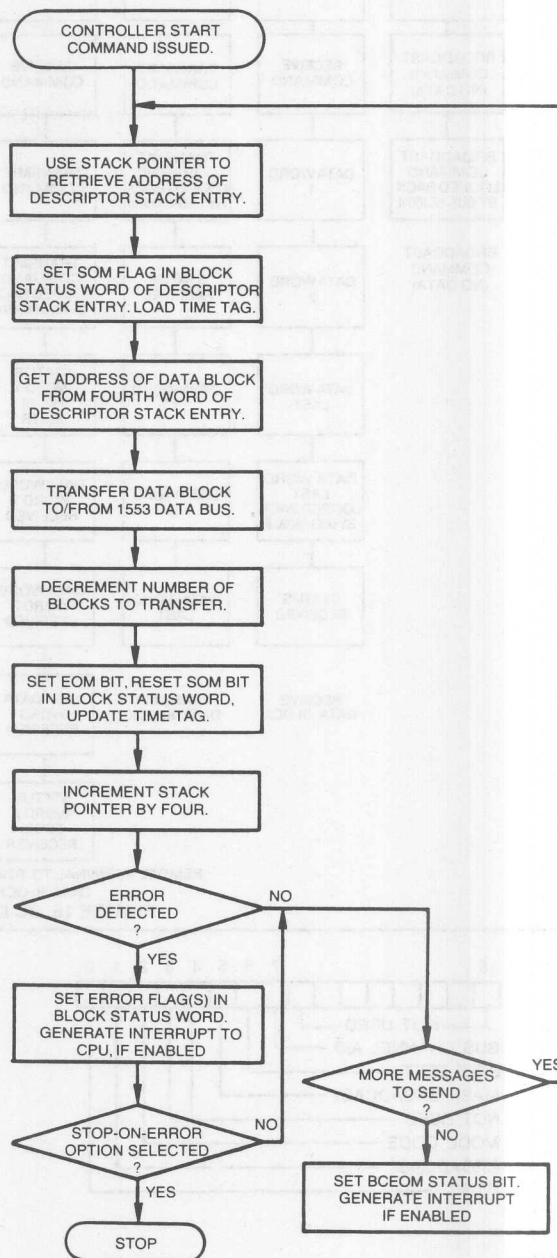 CONTROLLER START
COMMAND ISSUED.
USE STACK POINTER TO
RETRIEVE ADDRESS OF
DESCRIPTOR STACK ENTRY.
SET SOM FLAG IN BLOCK
STATUS WORD OF DESCRIPTOR
STACK ENTRY. LOAD TIME TAG.
GET ADDRESS OF DATA BLOCK
FROM FOURTH WORD OF
DESCRIPTOR STACK ENTRY.
TRANSFER DATA BLOCK
TO/FROM 1553 DATA BUS.
DECREMENT NUMBER OF
BLOCKS TO TRANSFER.
SET EOM BIT, RESET SOM BIT
IN BLOCK STATUS WORD,
UPDATE TIME TAG.
INCREMENT STACK
POINTER BY FOUR.
ERROR
DETECTED
?
NO
YES
SET ERROR FLAG(S) IN
BLOCK STATUS WORD,
GENERATE INTERRUPT TO
CPU, IF ENABLED
STOP-ON-ERROR
OPTION SELECTED
?
NO
YES
STOP
MORE MESSAGES
TO SEND
?
YES
NO
SET BCEOM STATUS BIT.
GENERATE INTERRUPT
IF ENABLED